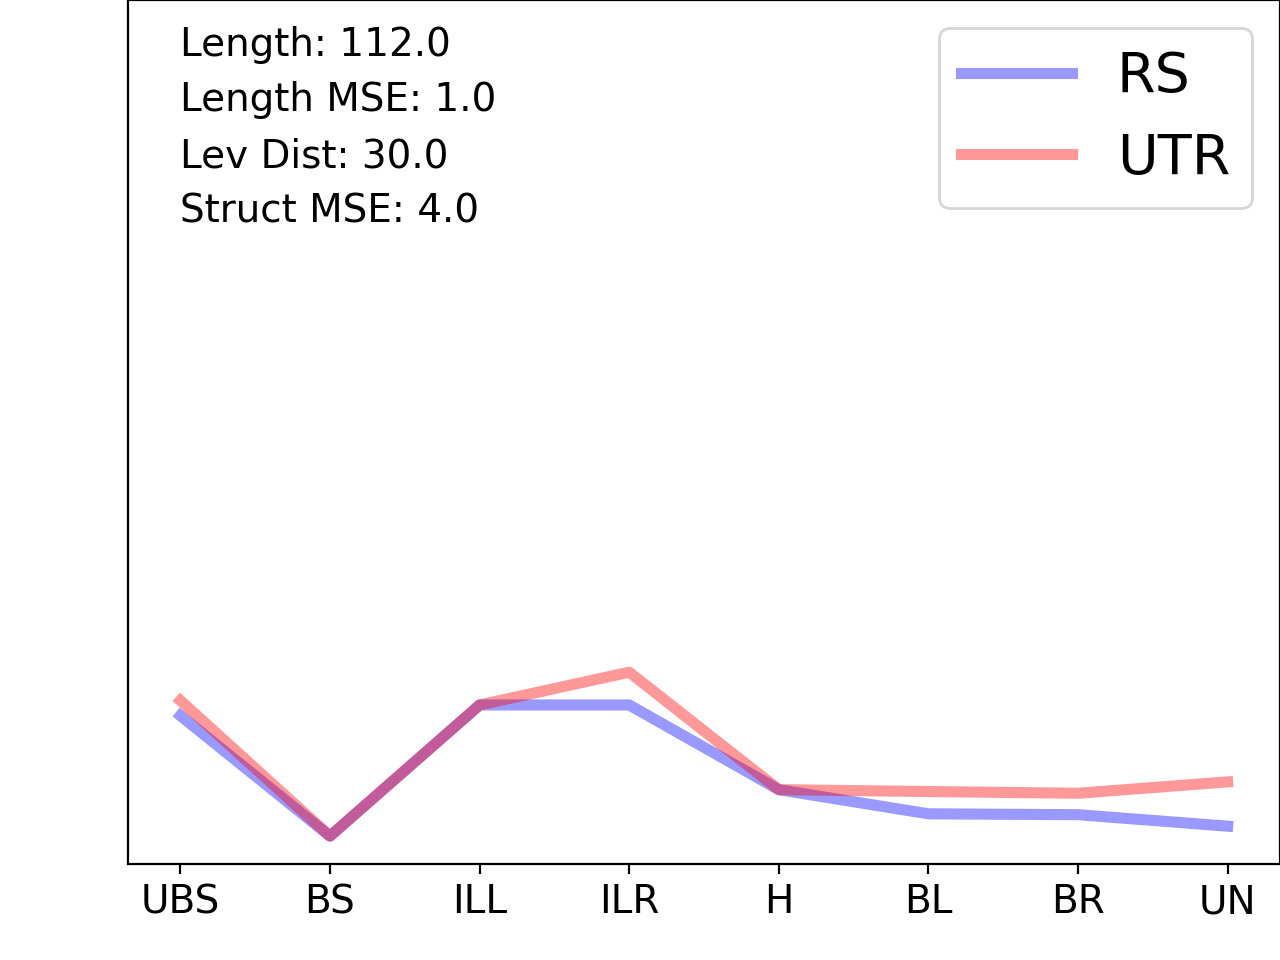 Length: 112.0
Length MSE: 1.0
Lev Dist: 30.0
Struct MSE: 4.0
RS
UTR
UBS BS ILL ILR H BL BR UN